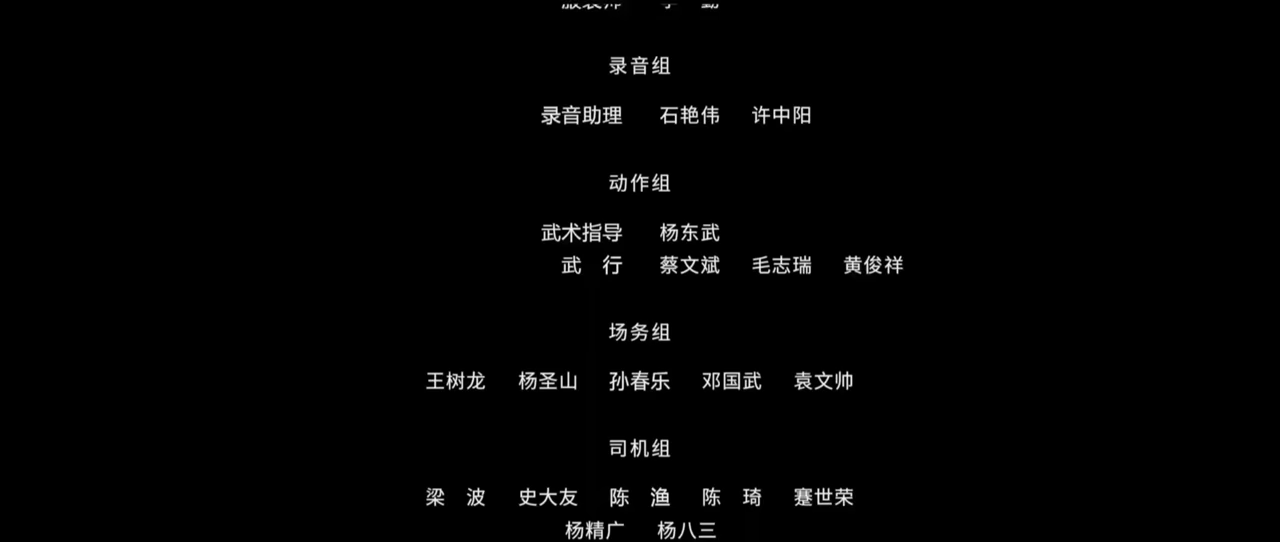 录音组
录音助理 石艳伟 许中阳
动作组
武术指导 杨东武
武 行 蔡文斌 毛志瑞 黄俊祥
场务组
王树龙 杨圣山 孙春乐 邓国武 袁文帅
司机组
梁 波 史大友 陈 渔 陈 琦 蹇世荣
杨精广 杨八三